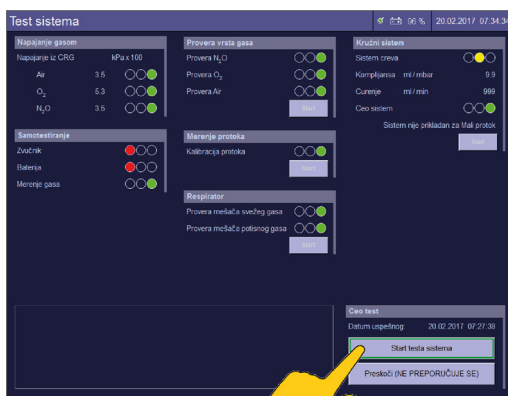 Test sistema
96 % 20.02.2017 07:34:34
Napajanje gasom
Napajanje iz CRG kPa x 100
Air 3.5
O2 5.3
N2O 3.5
Samotestiranje
Zvučnik
Baterija
Merenje gasa
Provera vrsta gasa
Provera N2O
Provera O2
Provera Air
Start
Merenje protoka
Kalibracija protoka
Start
Respirator
Provera mešača svežeg gasa
Provera mešača potisnog gasa
Start
Kružni sistem
Sistem creva
Komplijansa ml / mbar 9.9
Curenje ml / min 999
Ceo sistem
Sistem nije prikladan za Mali protok
Start
Ceo test
Datum uspešnog: 20.02.2017 07:27:38
Start testa sistema
Preskoči (NE PREPORUČUJE SE)